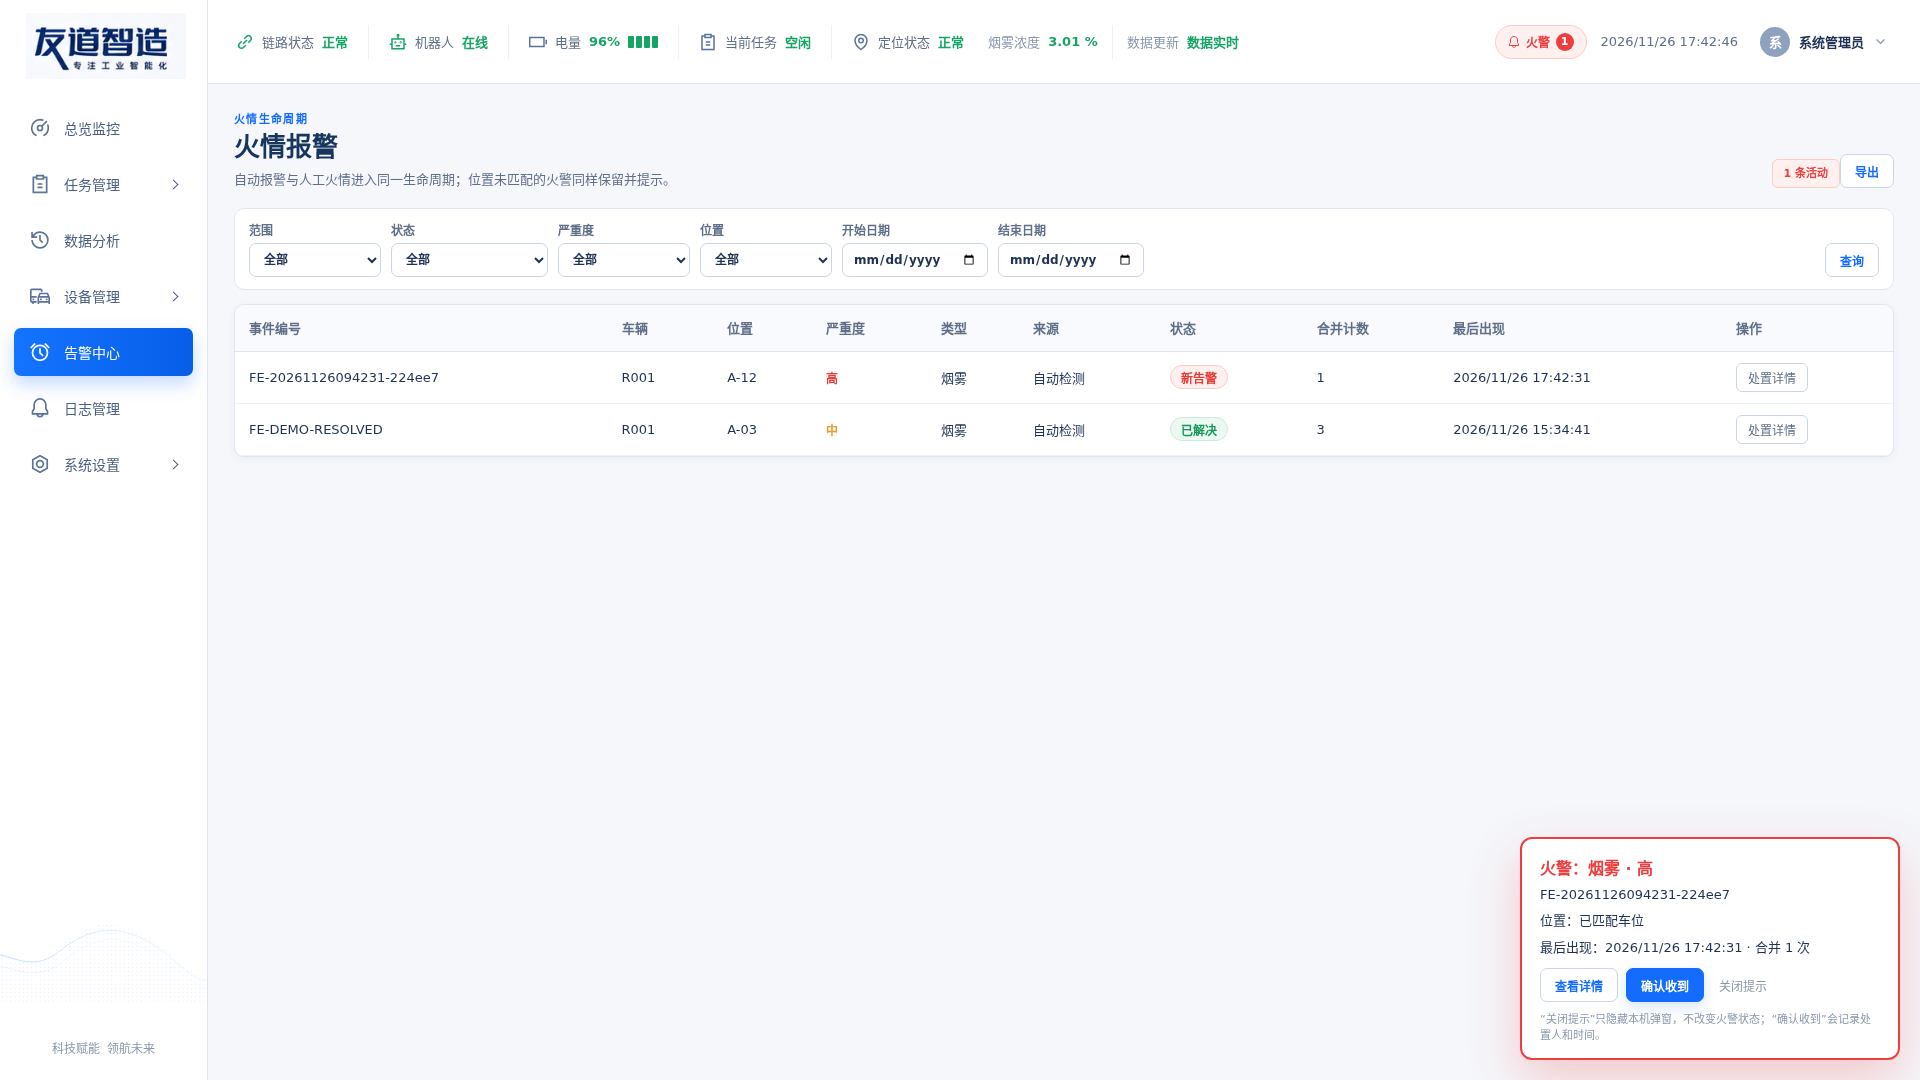 友道智造
专注工业智能化
链路状态 正常 机器人 在线 电量 96% 当前任务 空闲 定位状态 正常 烟雾浓度 3.01 % 数据更新 数据实时 火警 1 2026/11/26 17:42:46 系 系统管理员
总览监控
任务管理
数据分析
设备管理
告警中心
日志管理
系统设置
科技赋能 领航未来
火情生命周期
火情报警
自动报警与人工火情进入同一生命周期；位置未匹配的火警同样保留并提示。
1 条活动 导出
范围 状态 严重度 位置 开始日期 结束日期
全部 全部 全部 全部 mm/dd/yyyy mm/dd/yyyy 查询
事件编号 车辆 位置 严重度 类型 来源 状态 合并计数 最后出现 操作
FE-20261126094231-224ee7 R001 A-12 高 烟雾 自动检测 新告警 1 2026/11/26 17:42:31 处置详情
FE-DEMO-RESOLVED R001 A-03 中 烟雾 自动检测 已解决 3 2026/11/26 15:34:41 处置详情
火警：烟雾 · 高
FE-20261126094231-224ee7
位置：已匹配车位
最后出现：2026/11/26 17:42:31 · 合并 1 次
查看详情 确认收到 关闭提示
“关闭提示”只隐藏本机弹窗，不改变火警状态；“确认收到”会记录处
置人和时间。